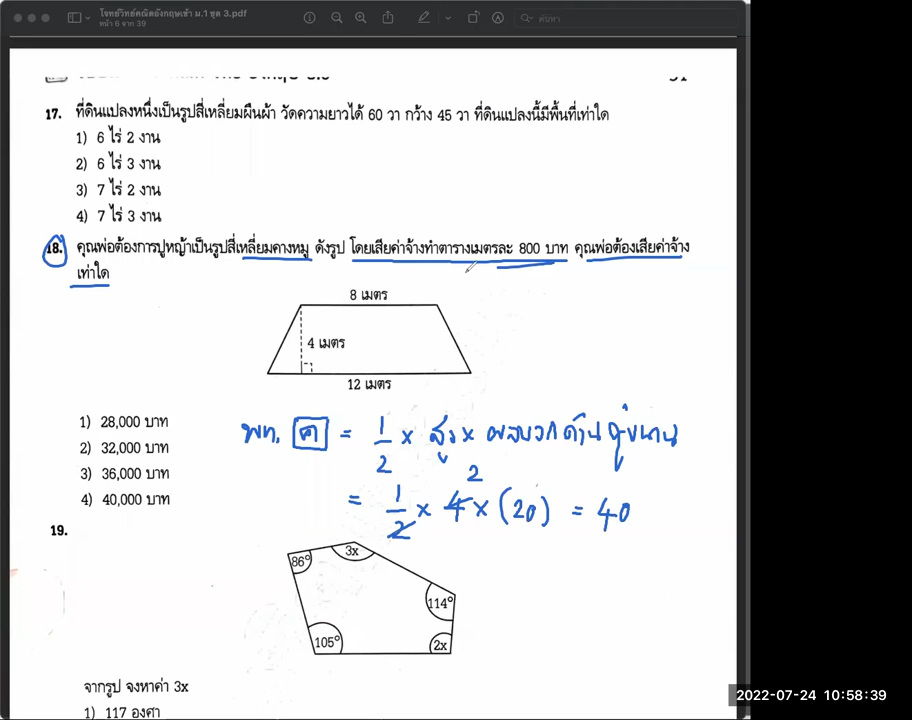 โจทย์วิทย์คณิตอังกฤษเข้า ม.1 ชุด 3.pdf
หน้า 6 จาก 39
ค้นหา
17. ที่ดินแปลงหนึ่งเป็นรูปสี่เหลี่ยมผืนผ้า วัดความยาวได้ 60 วา กว้าง 45 วา ที่ดินแปลงนี้มีพื้นที่เท่าใด
1) 6 ไร่ 2 งาน
2) 6 ไร่ 3 งาน
3) 7 ไร่ 2 งาน
4) 7 ไร่ 3 งาน
18. คุณพ่อต้องการปูหญ้าเป็นรูปสี่เหลี่ยมคางหมู ดังรูป โดยเสียค่าจ้างทำตารางเมตรละ 800 บาท คุณพ่อต้องเสียค่าจ้าง
เท่าใด
8 เมตร
4 เมตร
12 เมตร
1) 28,000 บาท
2) 32,000 บาท
3) 36,000 บาท
4) 40,000 บาท
พท. ค = 1/2 × สูง × ผลบวกด้านคู่ขนาน
2
= 1/2 × 4 × (20) = 40
19.
86° 3x
114°
105° 2x
จากรูป จงหาค่า 3x
1) 117 องศา
2022-07-24 10:58:39